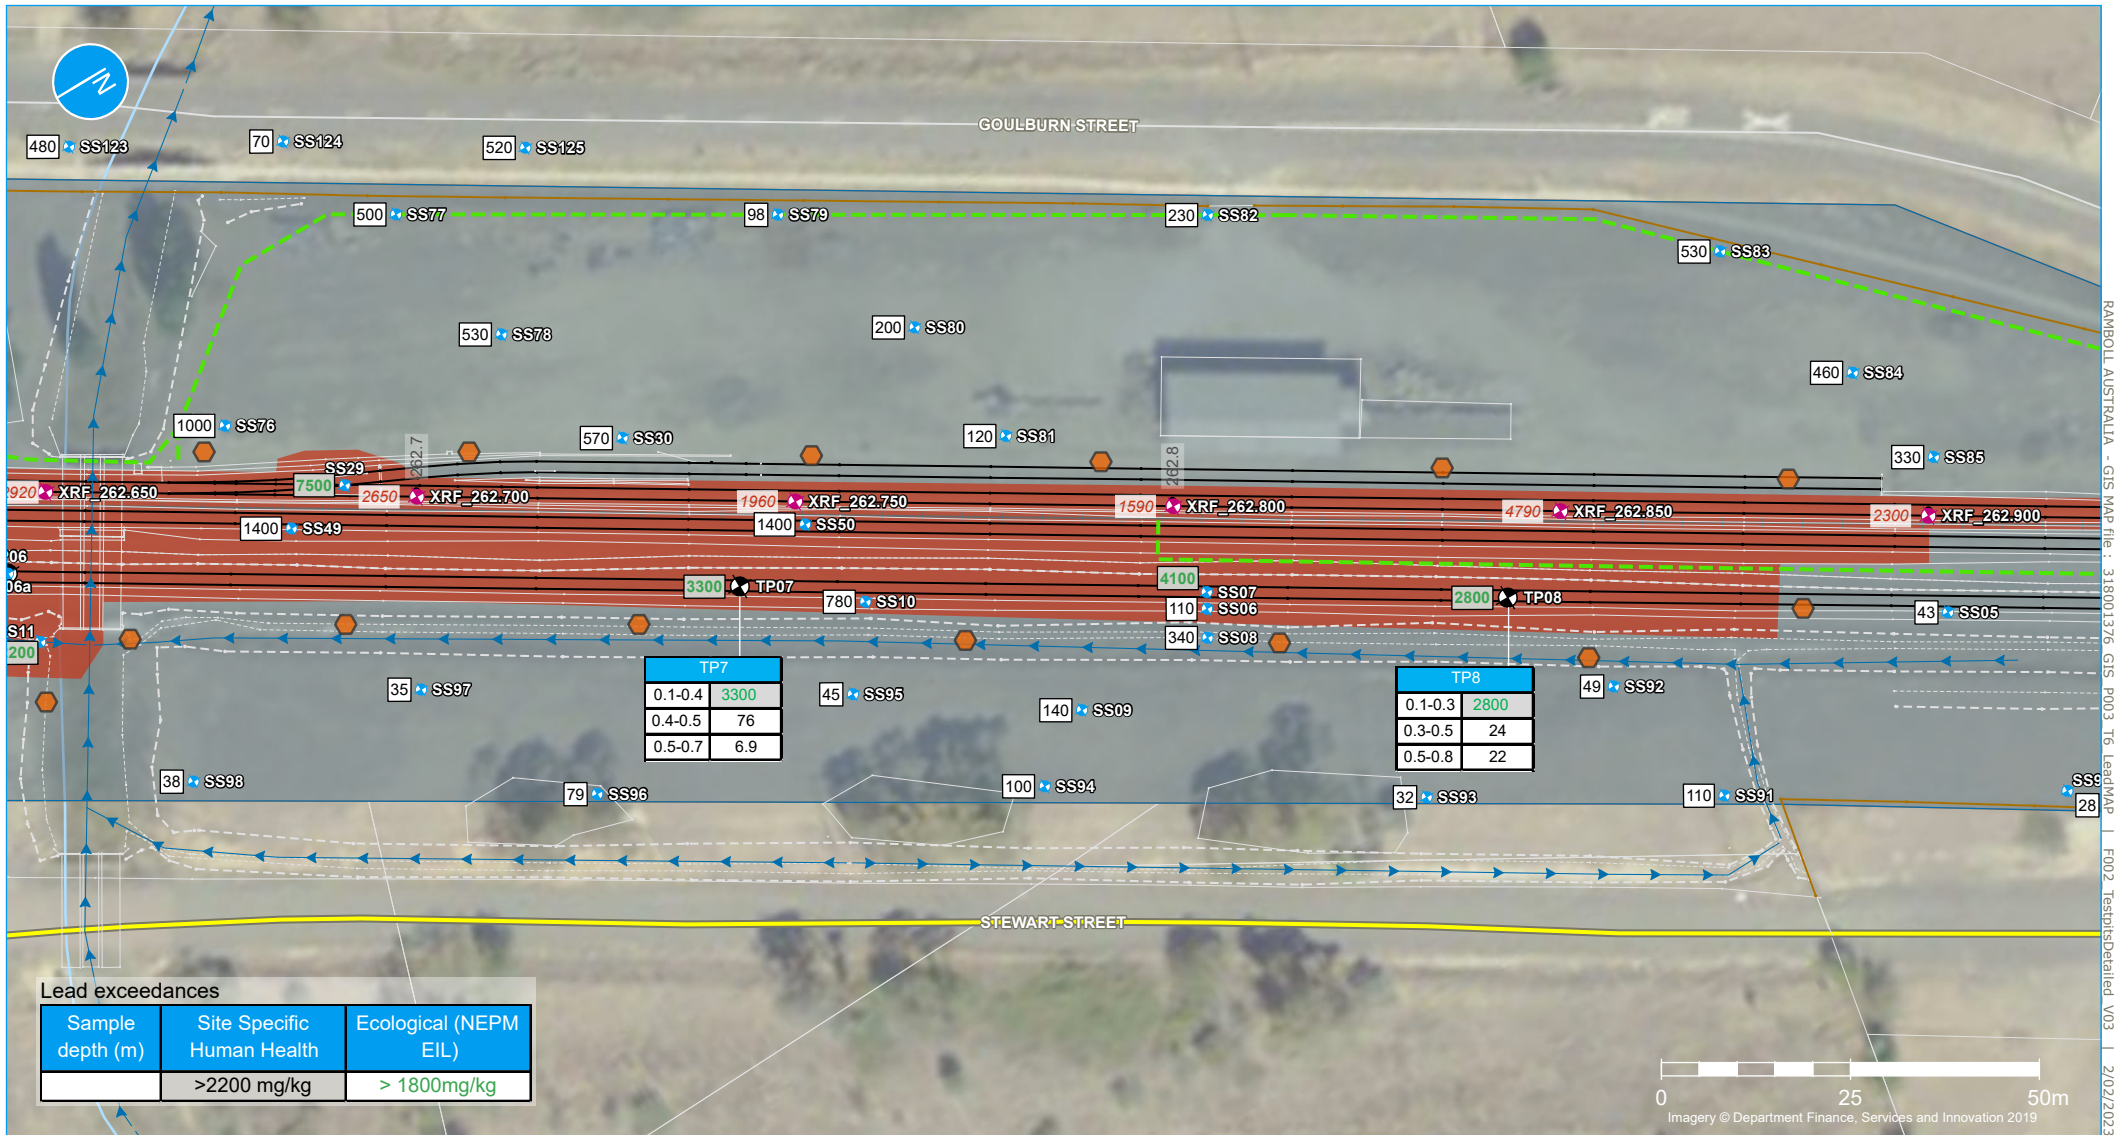 N
GOULBURN STREET
480 SS123
70 SS124
520 SS125
500 SS77
98 SS79
230 SS82
530 SS83
530 SS78
200 SS80
460 SS84
1000 SS76
570 SS30
120 SS81
330 SS85
262.7
262.8
SS29
7500
2920 XRF_262.650
2650 XRF_262.700
1960 XRF_262.750
1590 XRF_262.800
4790 XRF_262.850
2300 XRF_262.900
1400 SS49
1400 SS50
06a
3300 TP07
780 SS10
4100 SS07
110 SS06
340 SS08
2800 TP08
43 SS05
SS11
200
35 SS97
45 SS95
140 SS09
49 SS92
TP7
0.1-0.4 3300
0.4-0.5 76
0.5-0.7 6.9
TP8
0.1-0.3 2800
0.3-0.5 24
0.5-0.8 22
38 SS98
79 SS96
100 SS94
32 SS93
110 SS91
SS9
28
STEWART STREET
Lead exceedances
Sample depth (m)
Site Specific Human Health
Ecological (NEPM EIL)
>2200 mg/kg
> 1800mg/kg
0 25 50m
Imagery © Department Finance, Services and Innovation 2019
RAMBOLL AUSTRALIA - GIS MAP file : 318001376_GIS_P003_T6_LeadMAP | F002_TestpitsDetailed_V03 | 2/02/2023